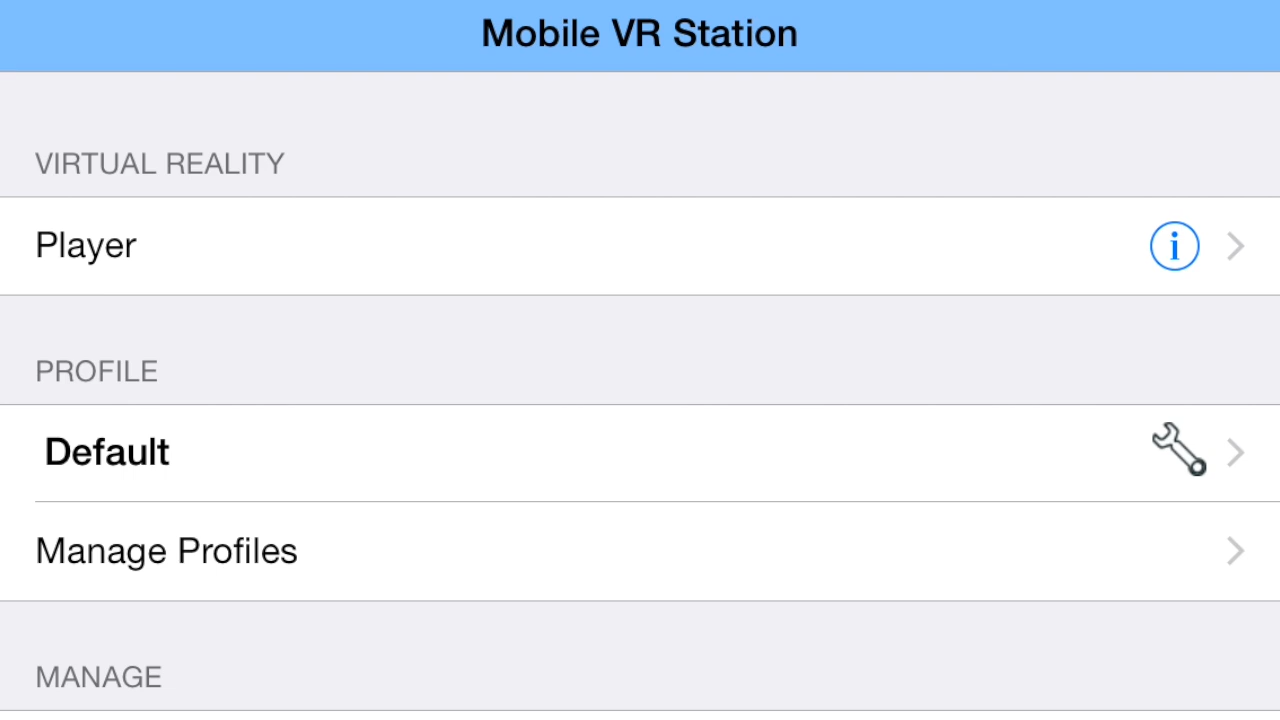 Mobile VR Station
VIRTUAL REALITY
Player
PROFILE
Default
Manage Profiles
MANAGE